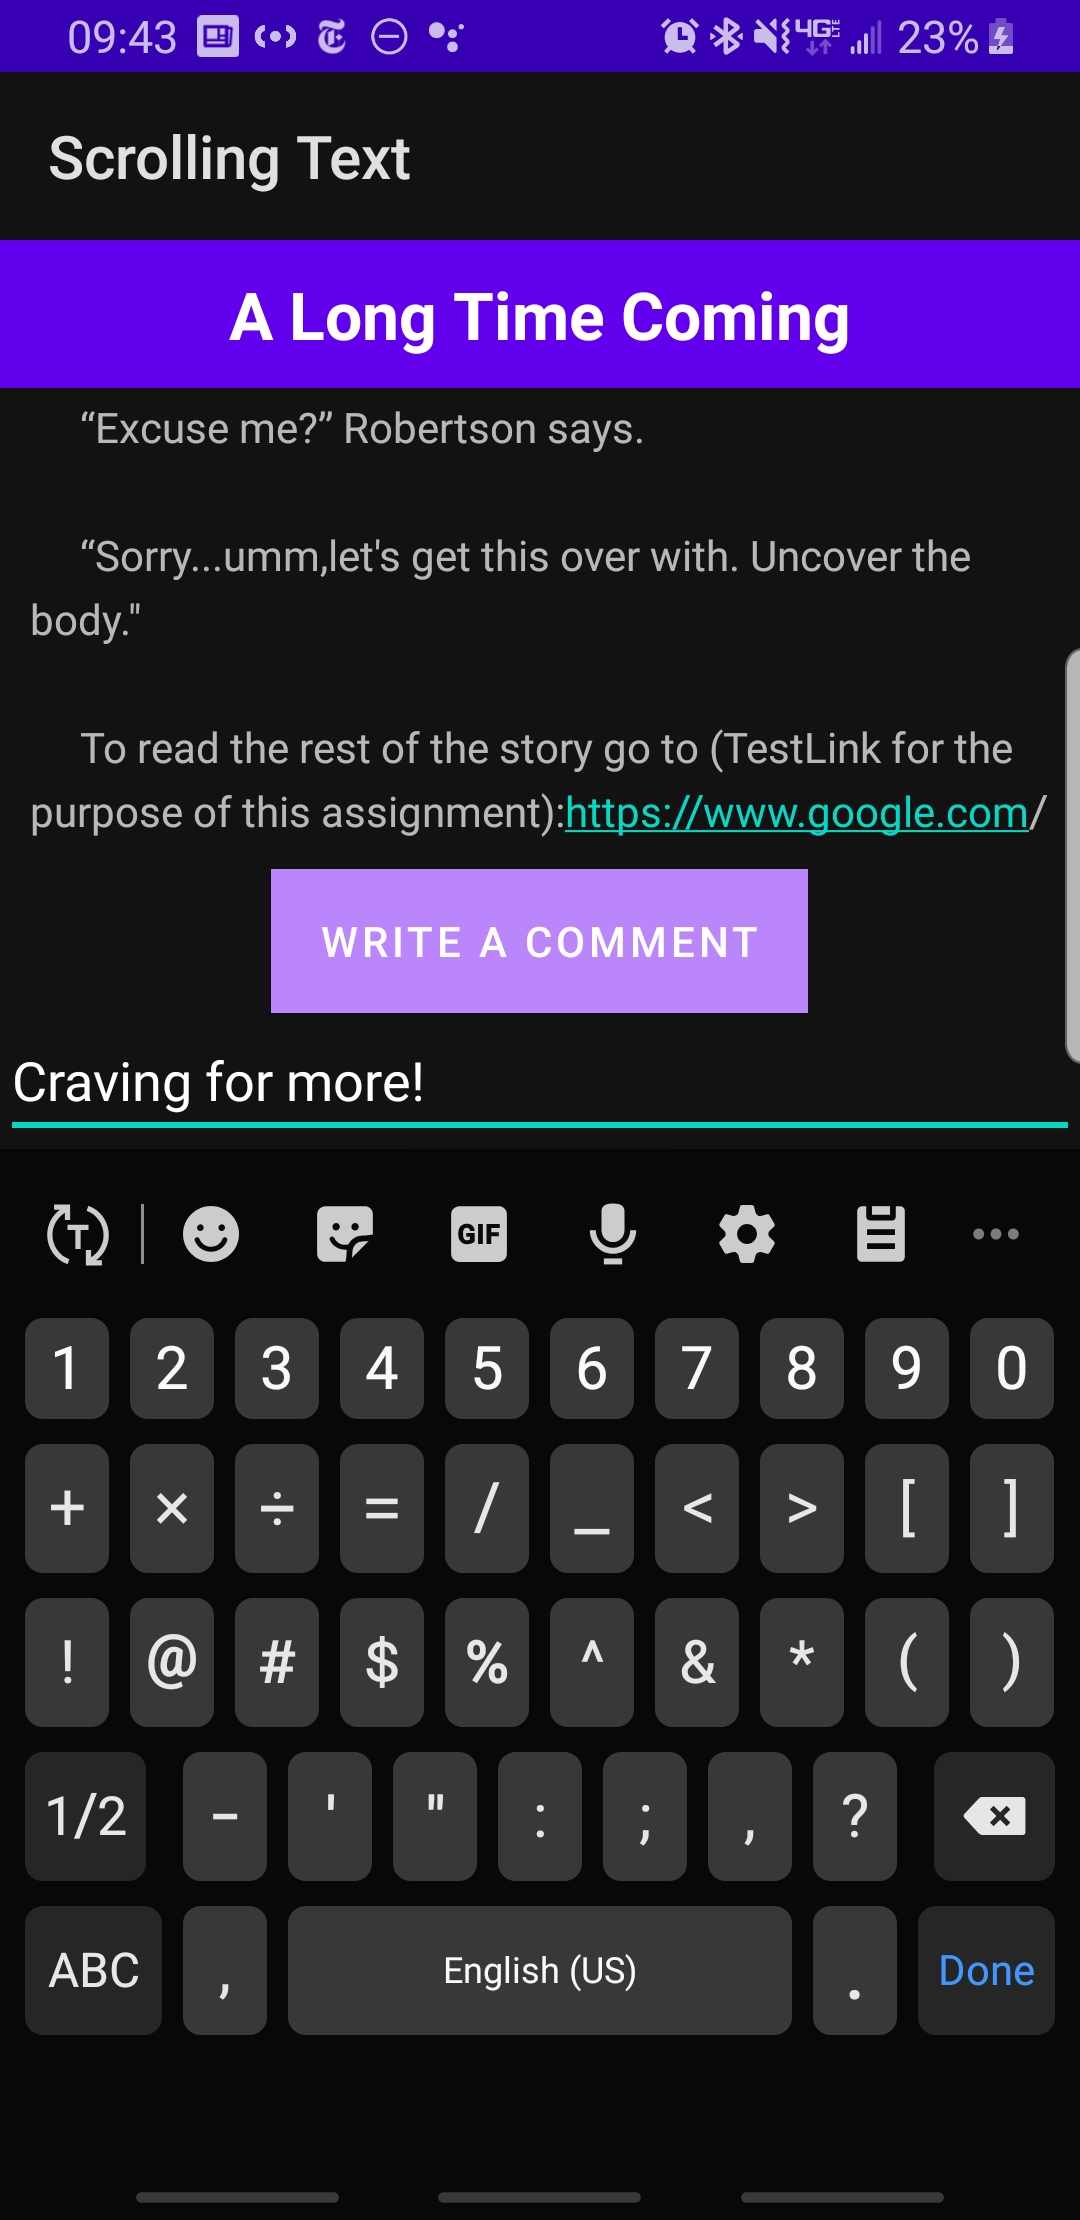 09:43 4G LTE 23%
Scrolling Text
A Long Time Coming
“Excuse me?” Robertson says.
“Sorry...umm,let's get this over with. Uncover the
body."
To read the rest of the story go to (TestLink for the
purpose of this assignment):https://www.google.com/
WRITE A COMMENT
Craving for more!
T GIF
1 2 3 4 5 6 7 8 9 0
+ × ÷ = / _ < > [ ]
! @ # $ % ^ & * ( )
1/2 - ' " : ; , ?
ABC , English (US) . Done